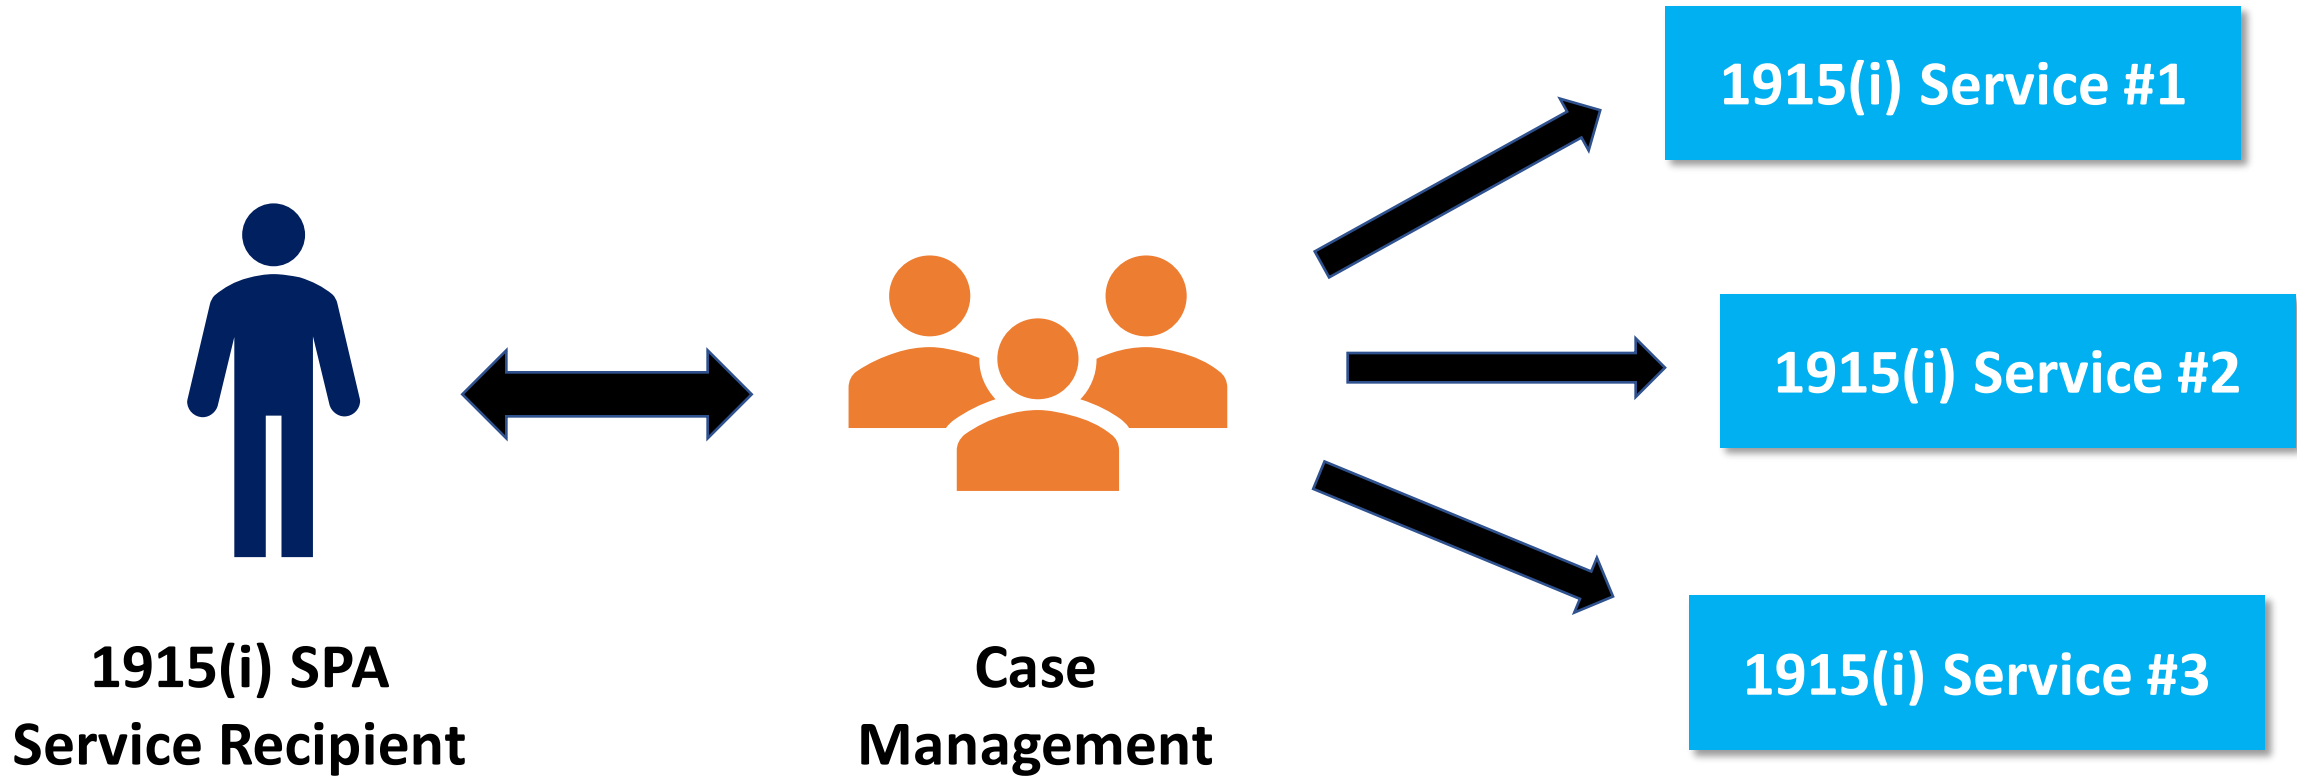 1915(i) Service #1
1915(i) Service #2
1915(i) SPA
Service Recipient
Case
Management
1915(i) Service #3